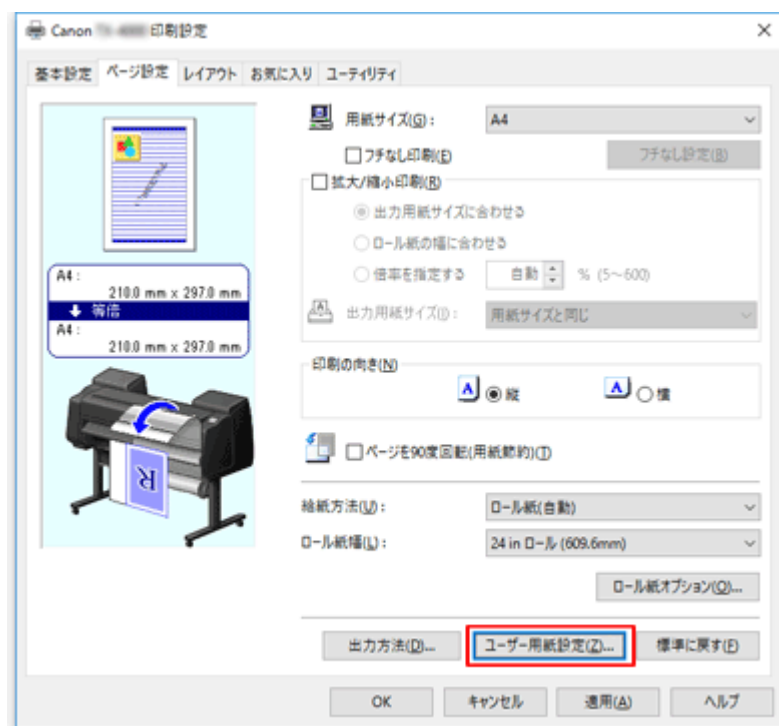 Canon 印刷設定
基本設定 ページ設定 レイアウト お気に入り ユーティリティ
用紙サイズ(G): A4
フチなし印刷(E) フチなし設定(B)
拡大/縮小印刷(R)
出力用紙サイズに合わせる
ロール紙の幅に合わせる
倍率を指定する 自動 % (5~600)
出力用紙サイズ(I): 用紙サイズと同じ
A4:
210.0 mm x 297.0 mm
等倍
A4:
210.0 mm x 297.0 mm
R
印刷の向き(N)
A 縦 A 横
ページを90度回転(用紙節約)(T)
給紙方法(U): ロール紙(自動)
ロール紙幅(L): 24 in ロール (609.6mm)
ロール紙オプション(O)...
出力方法(D)... ユーザー用紙設定(Z)... 標準に戻す(F)
OK キャンセル 適用(A) ヘルプ